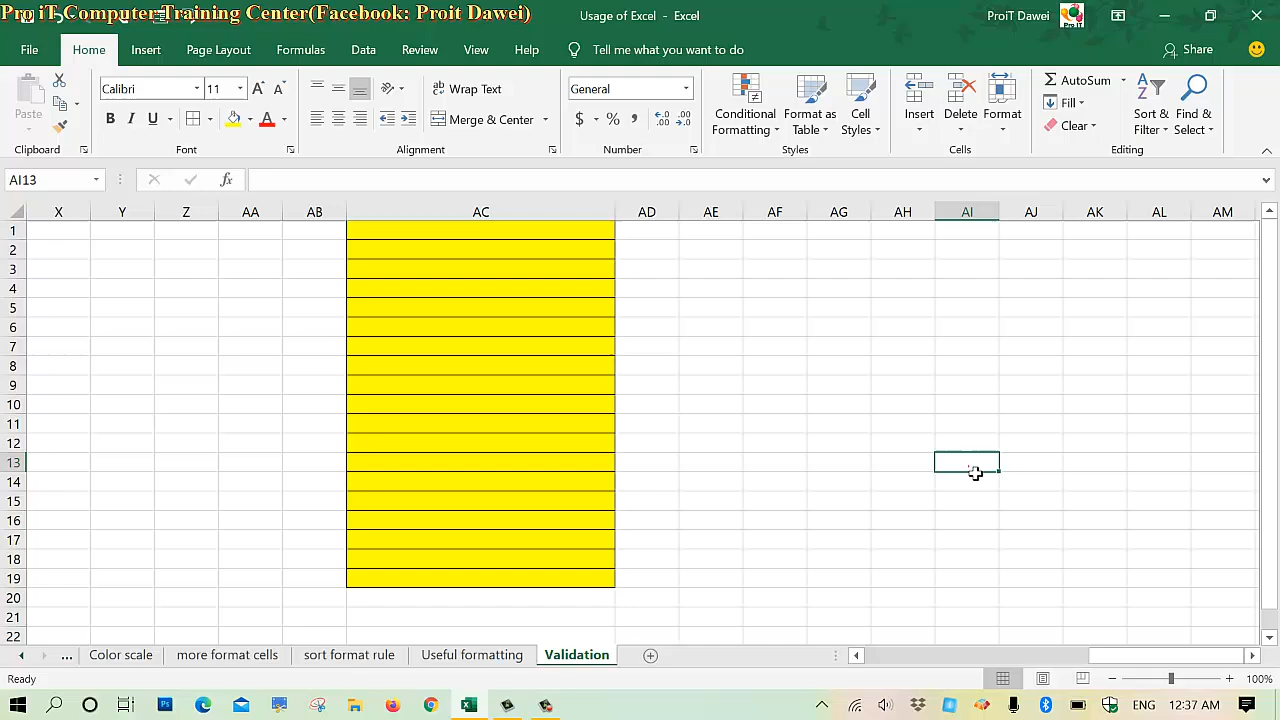 Pro iT Computer Training Center(Facebook: Proit Dawei)
Usage of Excel - Excel
ProiT Dawei
File Home Insert Page Layout Formulas Data Review View Help Tell me what you want to do Share
Paste
Clipboard
Calibri 11
B I U
Font
Wrap Text
Merge & Center
Alignment
General
$ % ,
Number
Conditional Formatting
Format as Table
Cell Styles
Styles
Insert Delete Format
Cells
AutoSum
Fill
Clear
Sort & Filter
Find & Select
Editing
AI13
fx
X Y Z AA AB AC AD AE AF AG AH AI AJ AK AL AM
1
2
3
4
5
6
7
8
9
10
11
12
13
14
15
16
17
18
19
20
21
22
... Color scale more format cells sort format rule Useful formatting Validation
Ready
100%
ENG 12:37 AM